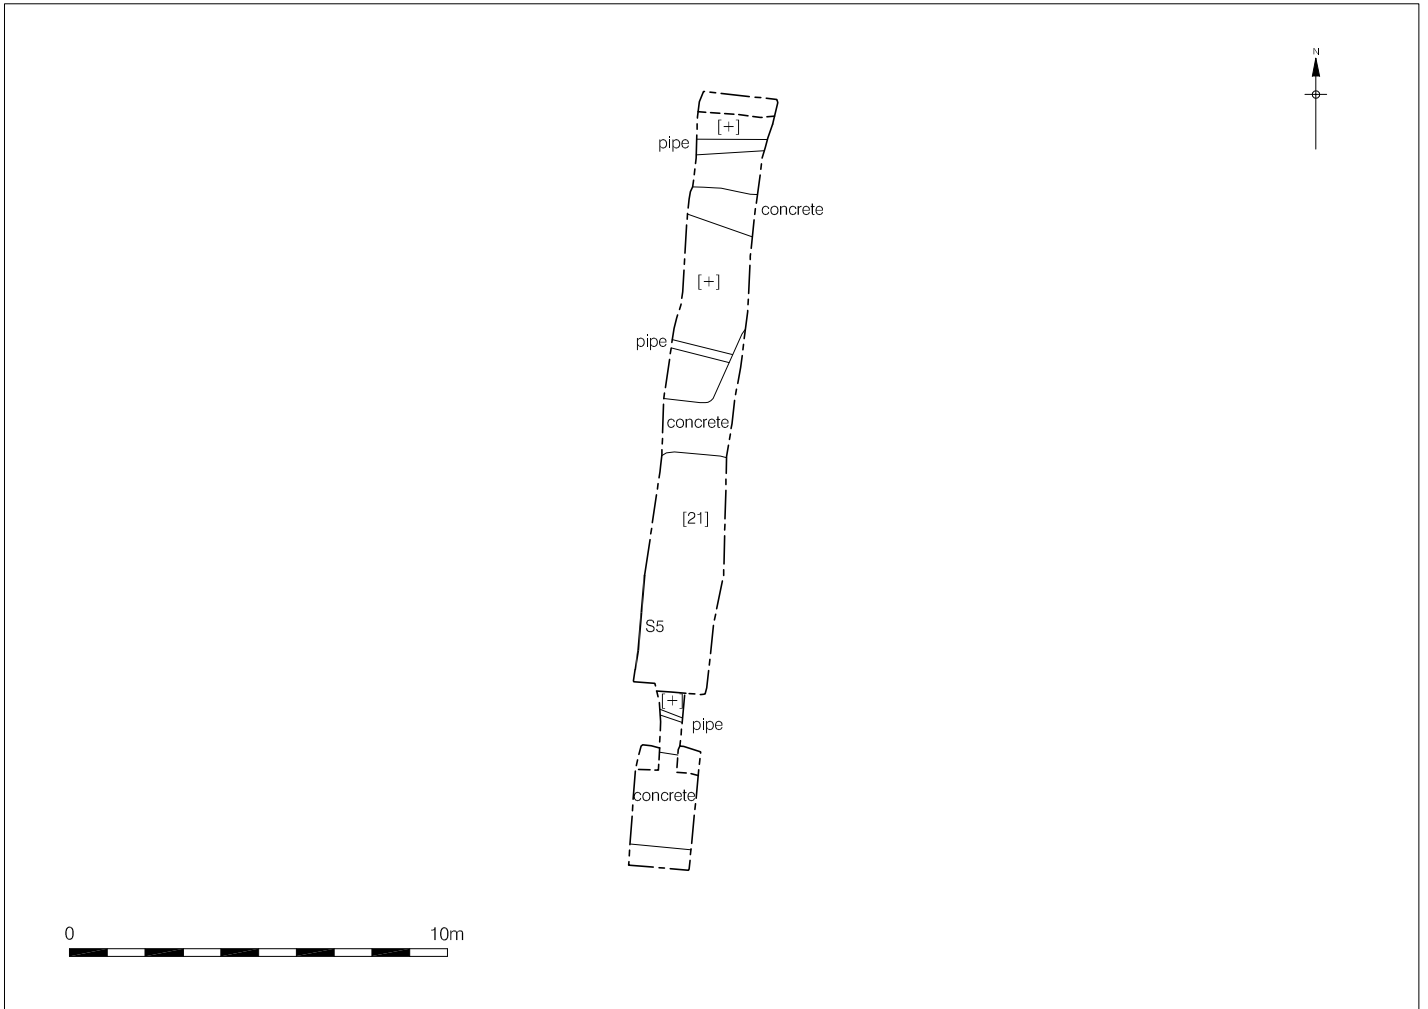 N
[+]
pipe
concrete
[+]
pipe
concrete
[21]
S5
[+]
pipe
concrete
0 10m